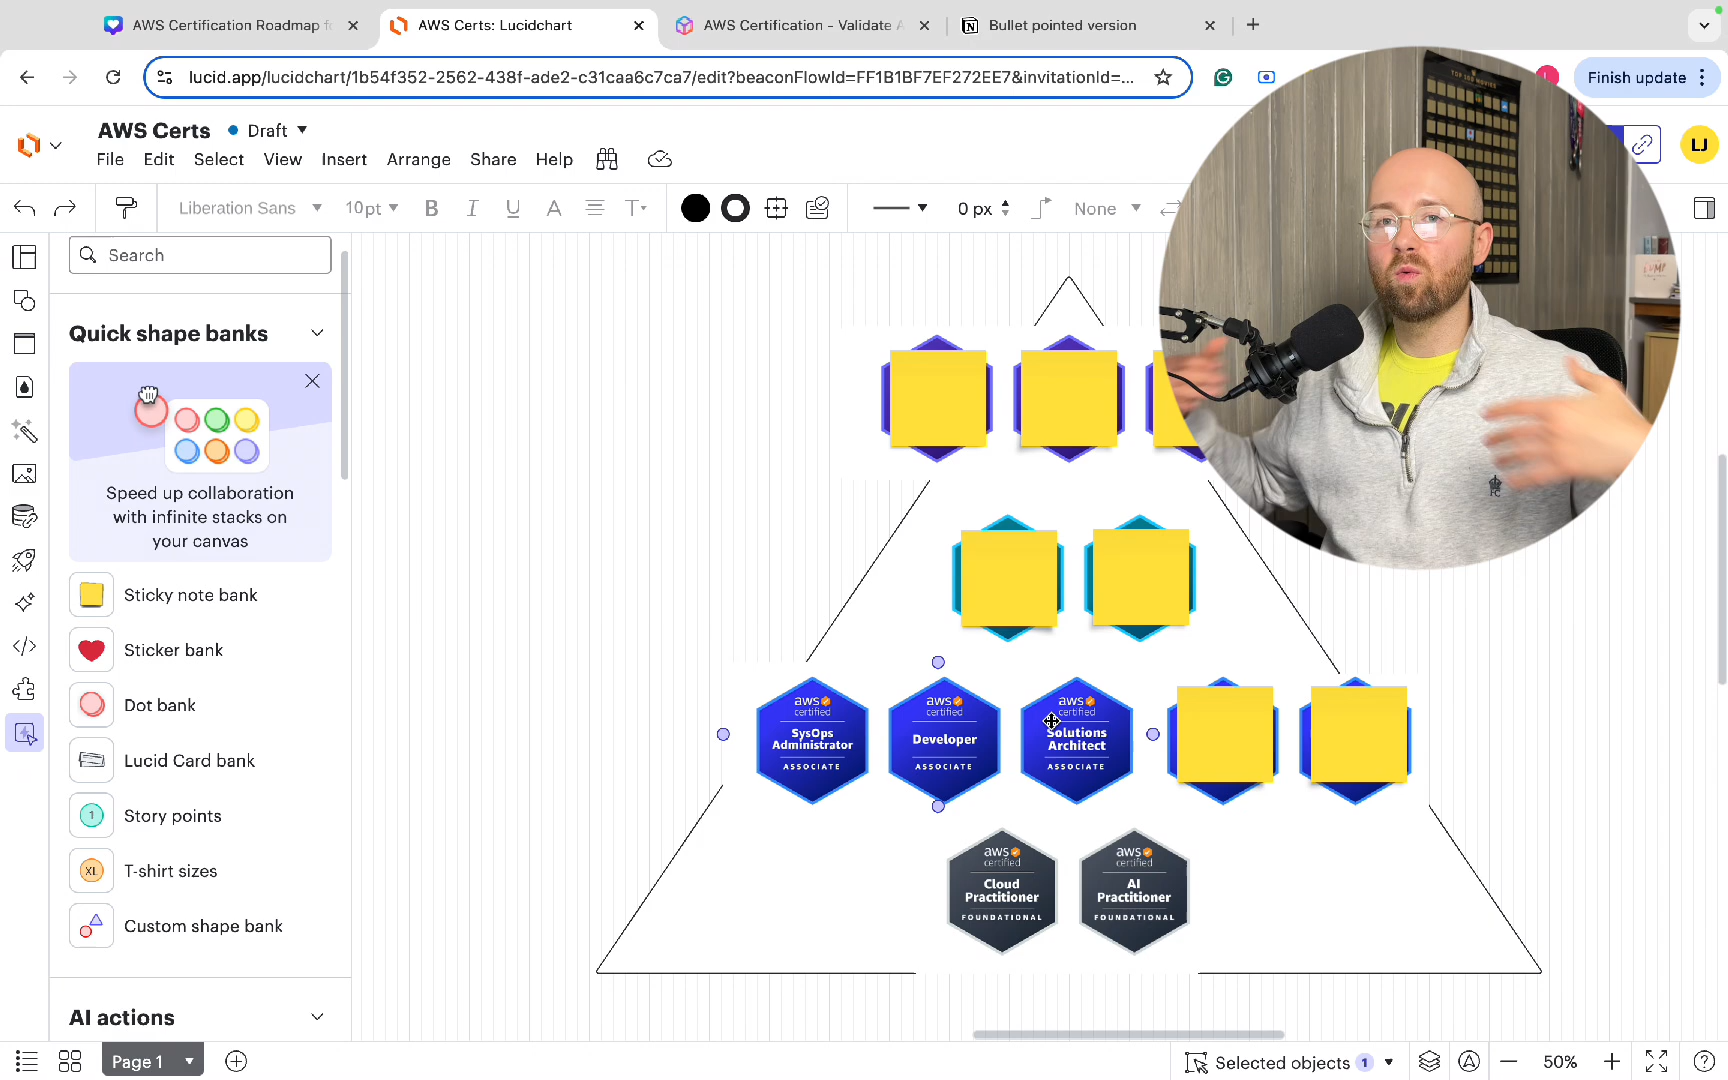 AWS Certification Roadmap fo
AWS Certs: Lucidchart
AWS Certification - Validate A
Bullet pointed version
lucid.app/lucidchart/1b54f352-2562-438f-ade2-c31caa6c7ca7/edit?beaconFlowId=FF1B1BF7EF272EE7&invitationId=...
Finish update
AWS Certs
Draft
LJ
File Edit Select View Insert Arrange Share Help
Liberation Sans
10pt
B I U A T
0 px
None
Search
Quick shape banks
Speed up collaboration
with infinite stacks on
your canvas
Sticky note bank
Sticker bank
Dot bank
Lucid Card bank
1
Story points
XL
T-shirt sizes
Custom shape bank
AI actions
TOP 100 MOVIES
aws
certified
SysOps
Administrator
ASSOCIATE
aws
certified
Developer
ASSOCIATE
aws
certified
Solutions
Architect
ASSOCIATE
aws
certified
Cloud
Practitioner
FOUNDATIONAL
aws
certified
AI
Practitioner
FOUNDATIONAL
Page 1
Selected objects 1
50%